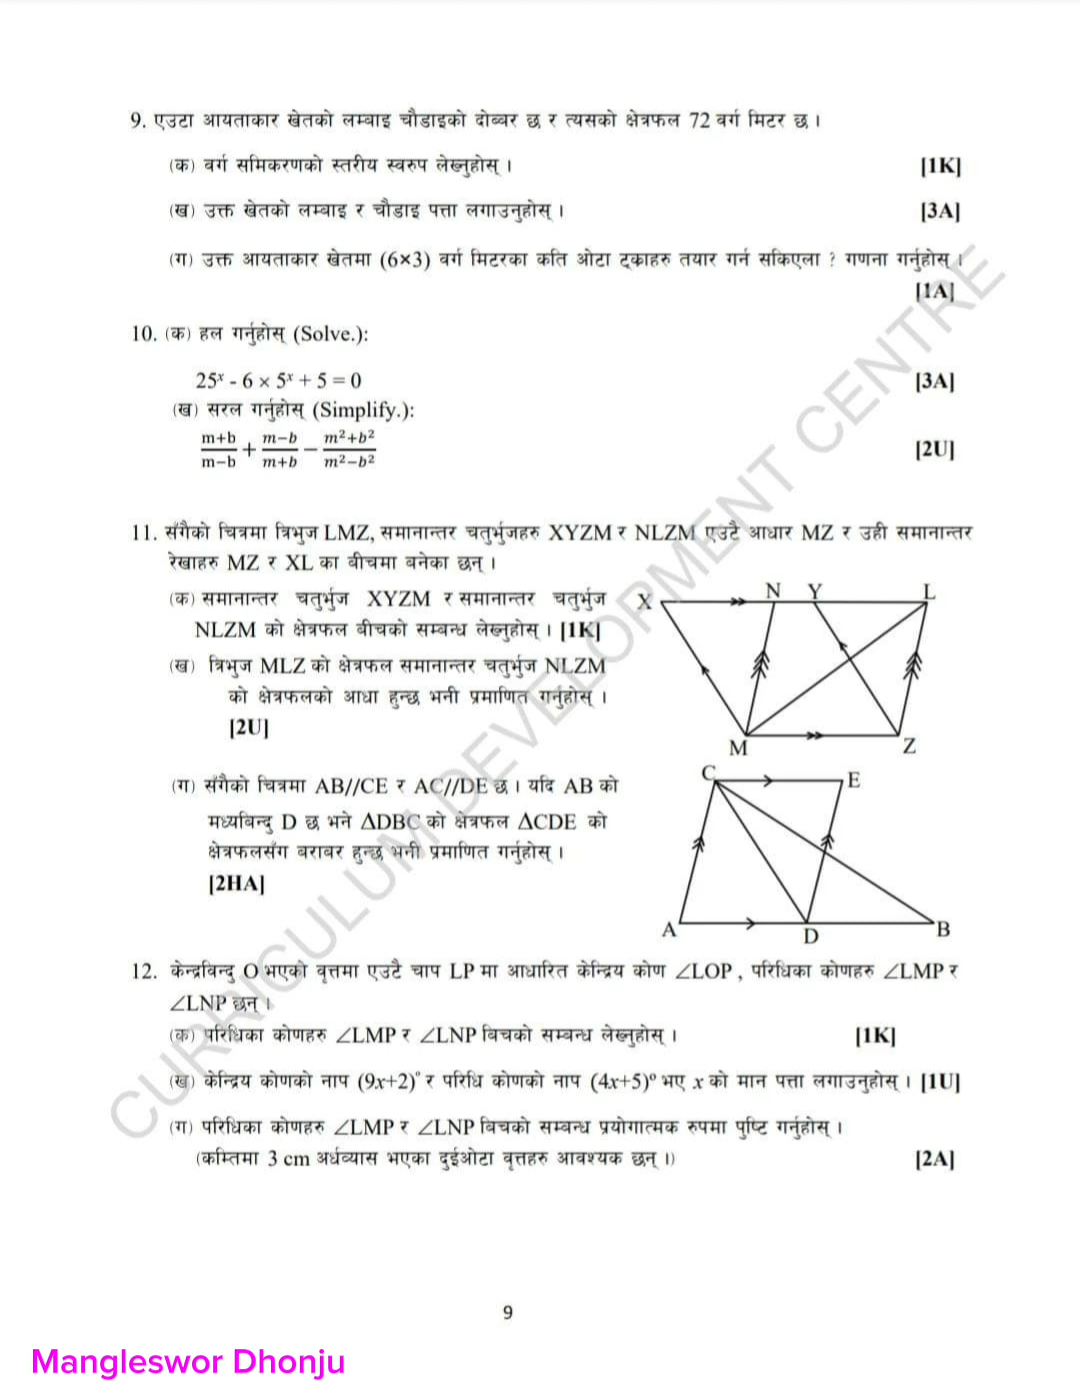 9. एउटा आयताकार खेतको लम्बाइ चौडाइको दोब्बर छ र त्यसको क्षेत्रफल 72 वर्ग मिटर छ ।
(क) वर्ग समिकरणको स्तरीय स्वरुप लेख्नुहोस् । [1K]
(ख) उक्त खेतको लम्बाइ र चौडाइ पत्ता लगाउनुहोस् । [3A]
(ग) उक्त आयताकार खेतमा (6×3) वर्ग मिटरका कति ओटा ट्काहरु तयार गर्न सकिएला ? गणना गर्नुहोस् ।
[1A]
10. (क) हल गर्नुहोस् (Solve.):
25ˣ - 6 × 5ˣ + 5 = 0 [3A]
(ख) सरल गर्नुहोस् (Simplify.):
m+b/m−b + m−b/m+b − m²+b²/m²−b² [2U]
11. सँगैको चित्रमा त्रिभुज LMZ, समानान्तर चतुर्भुजहरु XYZM र NLZM एउटै आधार MZ र उही समानान्तर
रेखाहरु MZ र XL का बीचमा बनेका छन् ।
(क) समानान्तर चतुर्भुज XYZM र समानान्तर चतुर्भुज
NLZM को क्षेत्रफल बीचको सम्बन्ध लेख्नुहोस् । [1K]
(ख) त्रिभुज MLZ को क्षेत्रफल समानान्तर चतुर्भुज NLZM
को क्षेत्रफलको आधा हुन्छ भनी प्रमाणित गर्नुहोस् ।
[2U]
X N Y L
M Z
(ग) सँगैको चित्रमा AB//CE र AC//DE छ । यदि AB को
मध्यबिन्दु D छ भने ΔDBC को क्षेत्रफल ΔCDE को
क्षेत्रफलसँग बराबर हुन्छ भनी प्रमाणित गर्नुहोस् ।
[2HA]
C E
A D B
12. केन्द्रबिन्दु O भएको वृत्तमा एउटै चाप LP मा आधारित केन्द्रिय कोण ∠LOP , परिधिका कोणहरु ∠LMP र
∠LNP छन् ।
(क) परिधिका कोणहरु ∠LMP र ∠LNP बिचको सम्बन्ध लेख्नुहोस् । [1K]
(ख) केन्द्रिय कोणको नाप (9x+2)° र परिधि कोणको नाप (4x+5)° भए x को मान पत्ता लगाउनुहोस् । [1U]
(ग) परिधिका कोणहरु ∠LMP र ∠LNP बिचको सम्बन्ध प्रयोगात्मक रुपमा पुष्टि गर्नुहोस् ।
(कम्तिमा 3 cm अर्धव्यास भएका दुईओटा वृत्तहरु आवश्यक छन् ।) [2A]
CURRICULUM DEVELOPMENT CENTRE
9
Mangleswor Dhonju